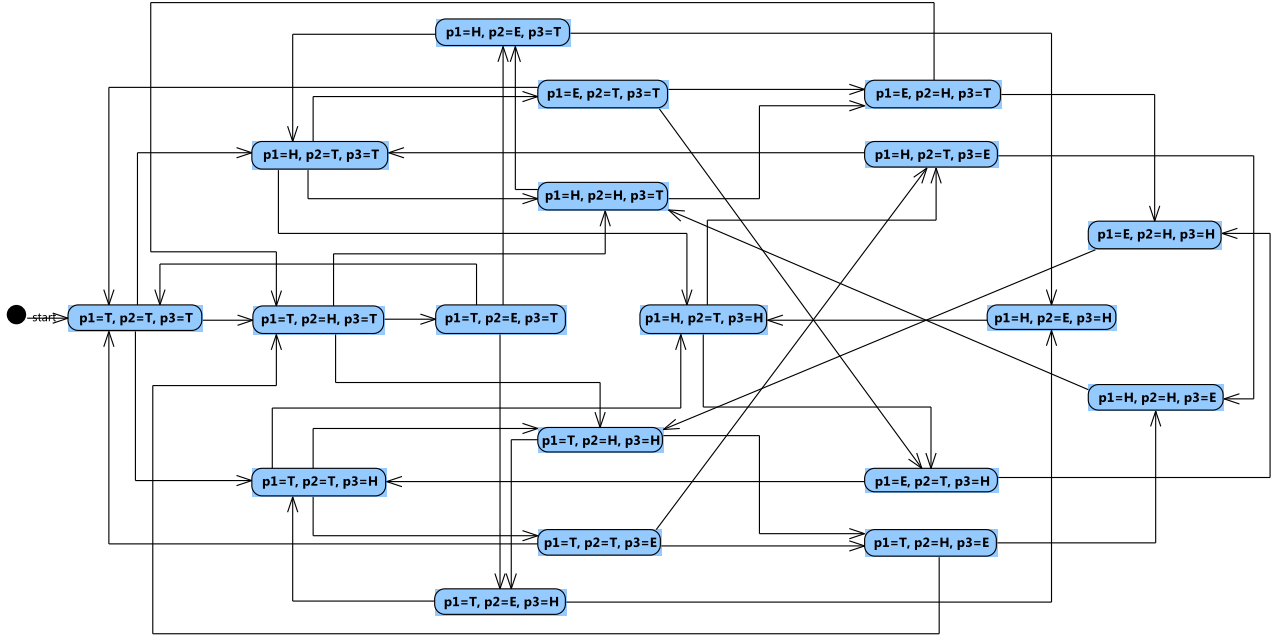 p1=H, p2=E, p3=T
p1=E, p2=T, p3=T
p1=E, p2=H, p3=T
p1=H, p2=T, p3=T
p1=H, p2=T, p3=E
p1=H, p2=H, p3=T
p1=E, p2=H, p3=H
start
p1=T, p2=T, p3=T
p1=T, p2=H, p3=T
p1=T, p2=E, p3=T
p1=H, p2=T, p3=H
p1=H, p2=E, p3=H
p1=H, p2=H, p3=E
p1=T, p2=H, p3=H
p1=T, p2=T, p3=H
p1=E, p2=T, p3=H
p1=T, p2=T, p3=E
p1=T, p2=H, p3=E
p1=T, p2=E, p3=H